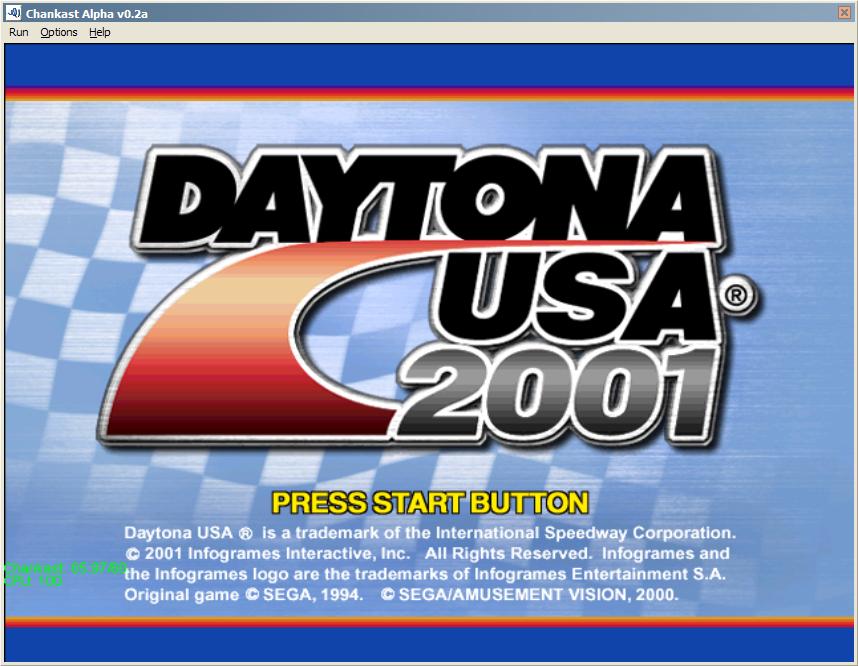 Chankast Alpha v0.2a
Run Options Help
DAYTONA
USA®
2001
PRESS START BUTTON
Daytona USA ® is a trademark of the International Speedway Corporation.
© 2001 Infogrames Interactive, Inc. All Rights Reserved. Infogrames and
the Infogrames logo are the trademarks of Infogrames Entertainment S.A.
Original game © SEGA, 1994. © SEGA/AMUSEMENT VISION, 2000.
Chankast:
CPU: 100